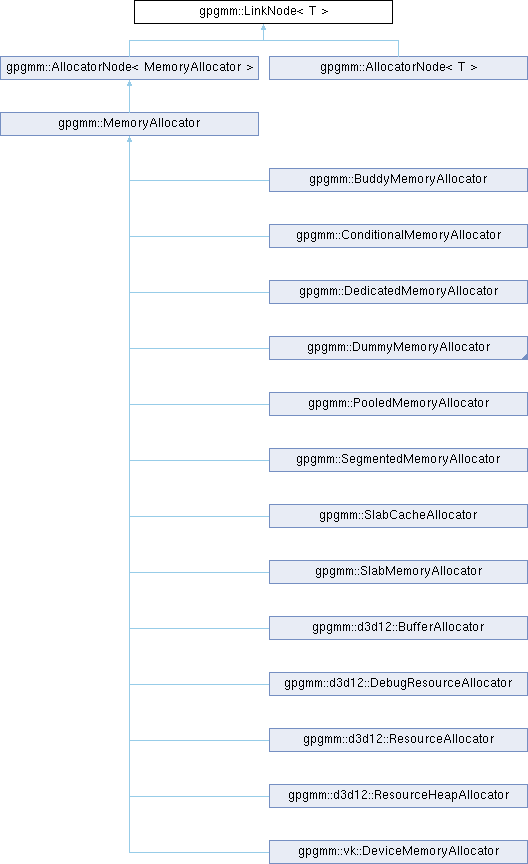 gpgmm::LinkNode< T >
gpgmm::AllocatorNode< MemoryAllocator >
gpgmm::AllocatorNode< T >
gpgmm::MemoryAllocator
gpgmm::BuddyMemoryAllocator
gpgmm::ConditionalMemoryAllocator
gpgmm::DedicatedMemoryAllocator
gpgmm::DummyMemoryAllocator
gpgmm::PooledMemoryAllocator
gpgmm::SegmentedMemoryAllocator
gpgmm::SlabCacheAllocator
gpgmm::SlabMemoryAllocator
gpgmm::d3d12::BufferAllocator
gpgmm::d3d12::DebugResourceAllocator
gpgmm::d3d12::ResourceAllocator
gpgmm::d3d12::ResourceHeapAllocator
gpgmm::vk::DeviceMemoryAllocator